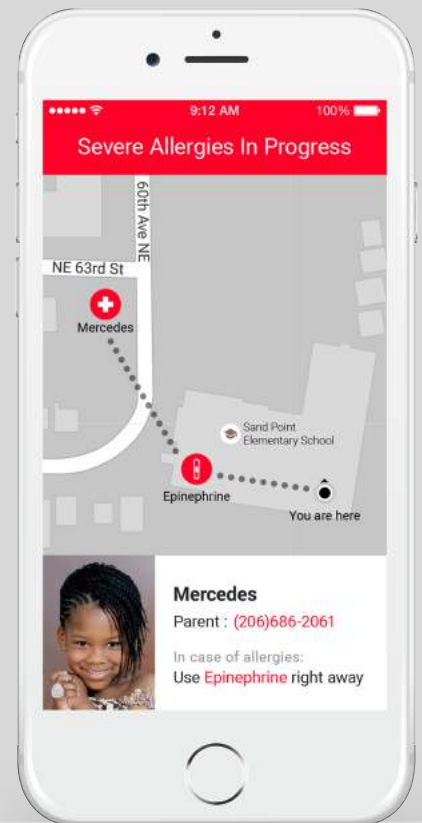 9:12 AM
100%
Severe Allergies In Progress
60th Ave NE
NE 63rd St
Mercedes
Sand Point
Elementary School
Epinephrine
You are here
Mercedes
Parent : (206)686-2061
In case of allergies:
Use Epinephrine right away